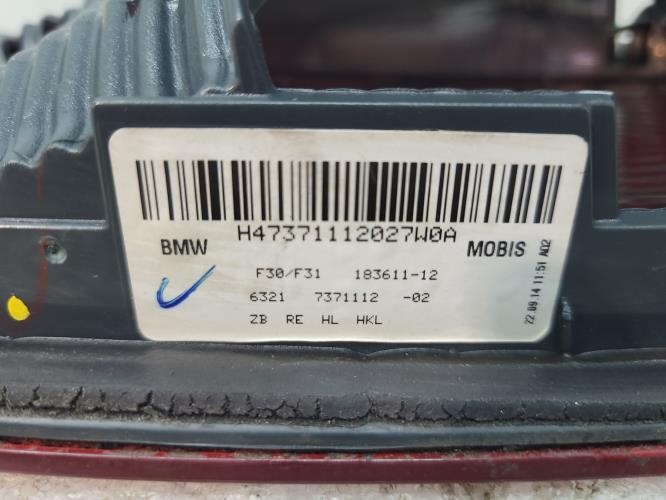 H47371112027W0A
BMW MOBIS
F30/F31 183611-12
6321 7371112 -02
ZB RE HL HKL
22.09.14 11:51 A02